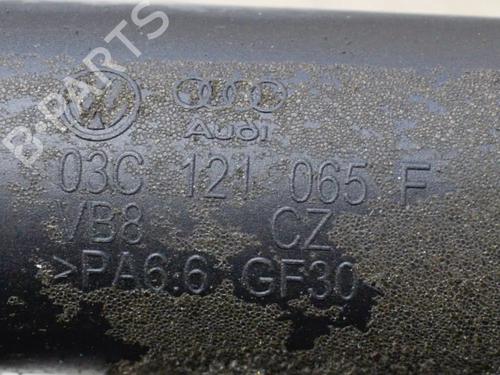 B-PARTS
Audi
03C 121 065 F
VB8 CZ
>PA6.6 GF30<